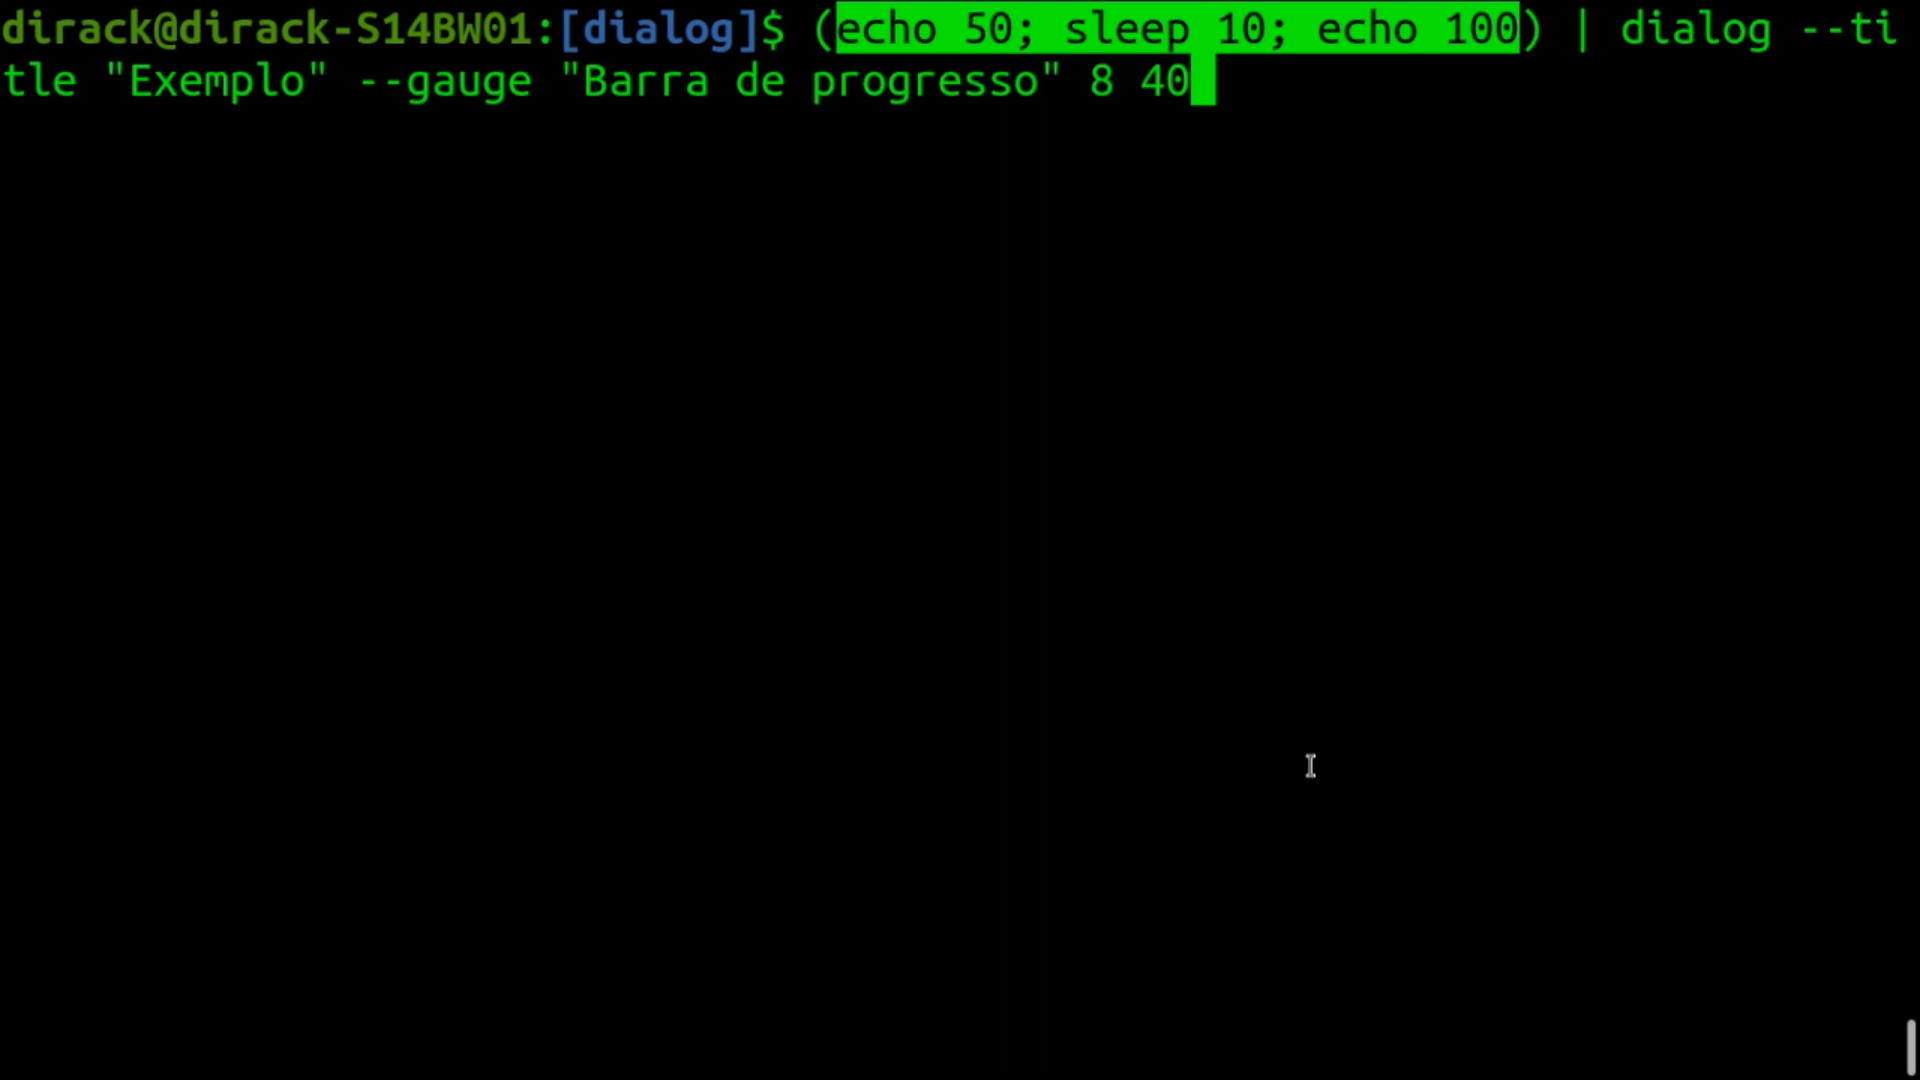 dirack@dirack-S14BW01:[dialog]$ (echo 50; sleep 10; echo 100) | dialog --ti
tle "Exemplo" --gauge "Barra de progresso" 8 40